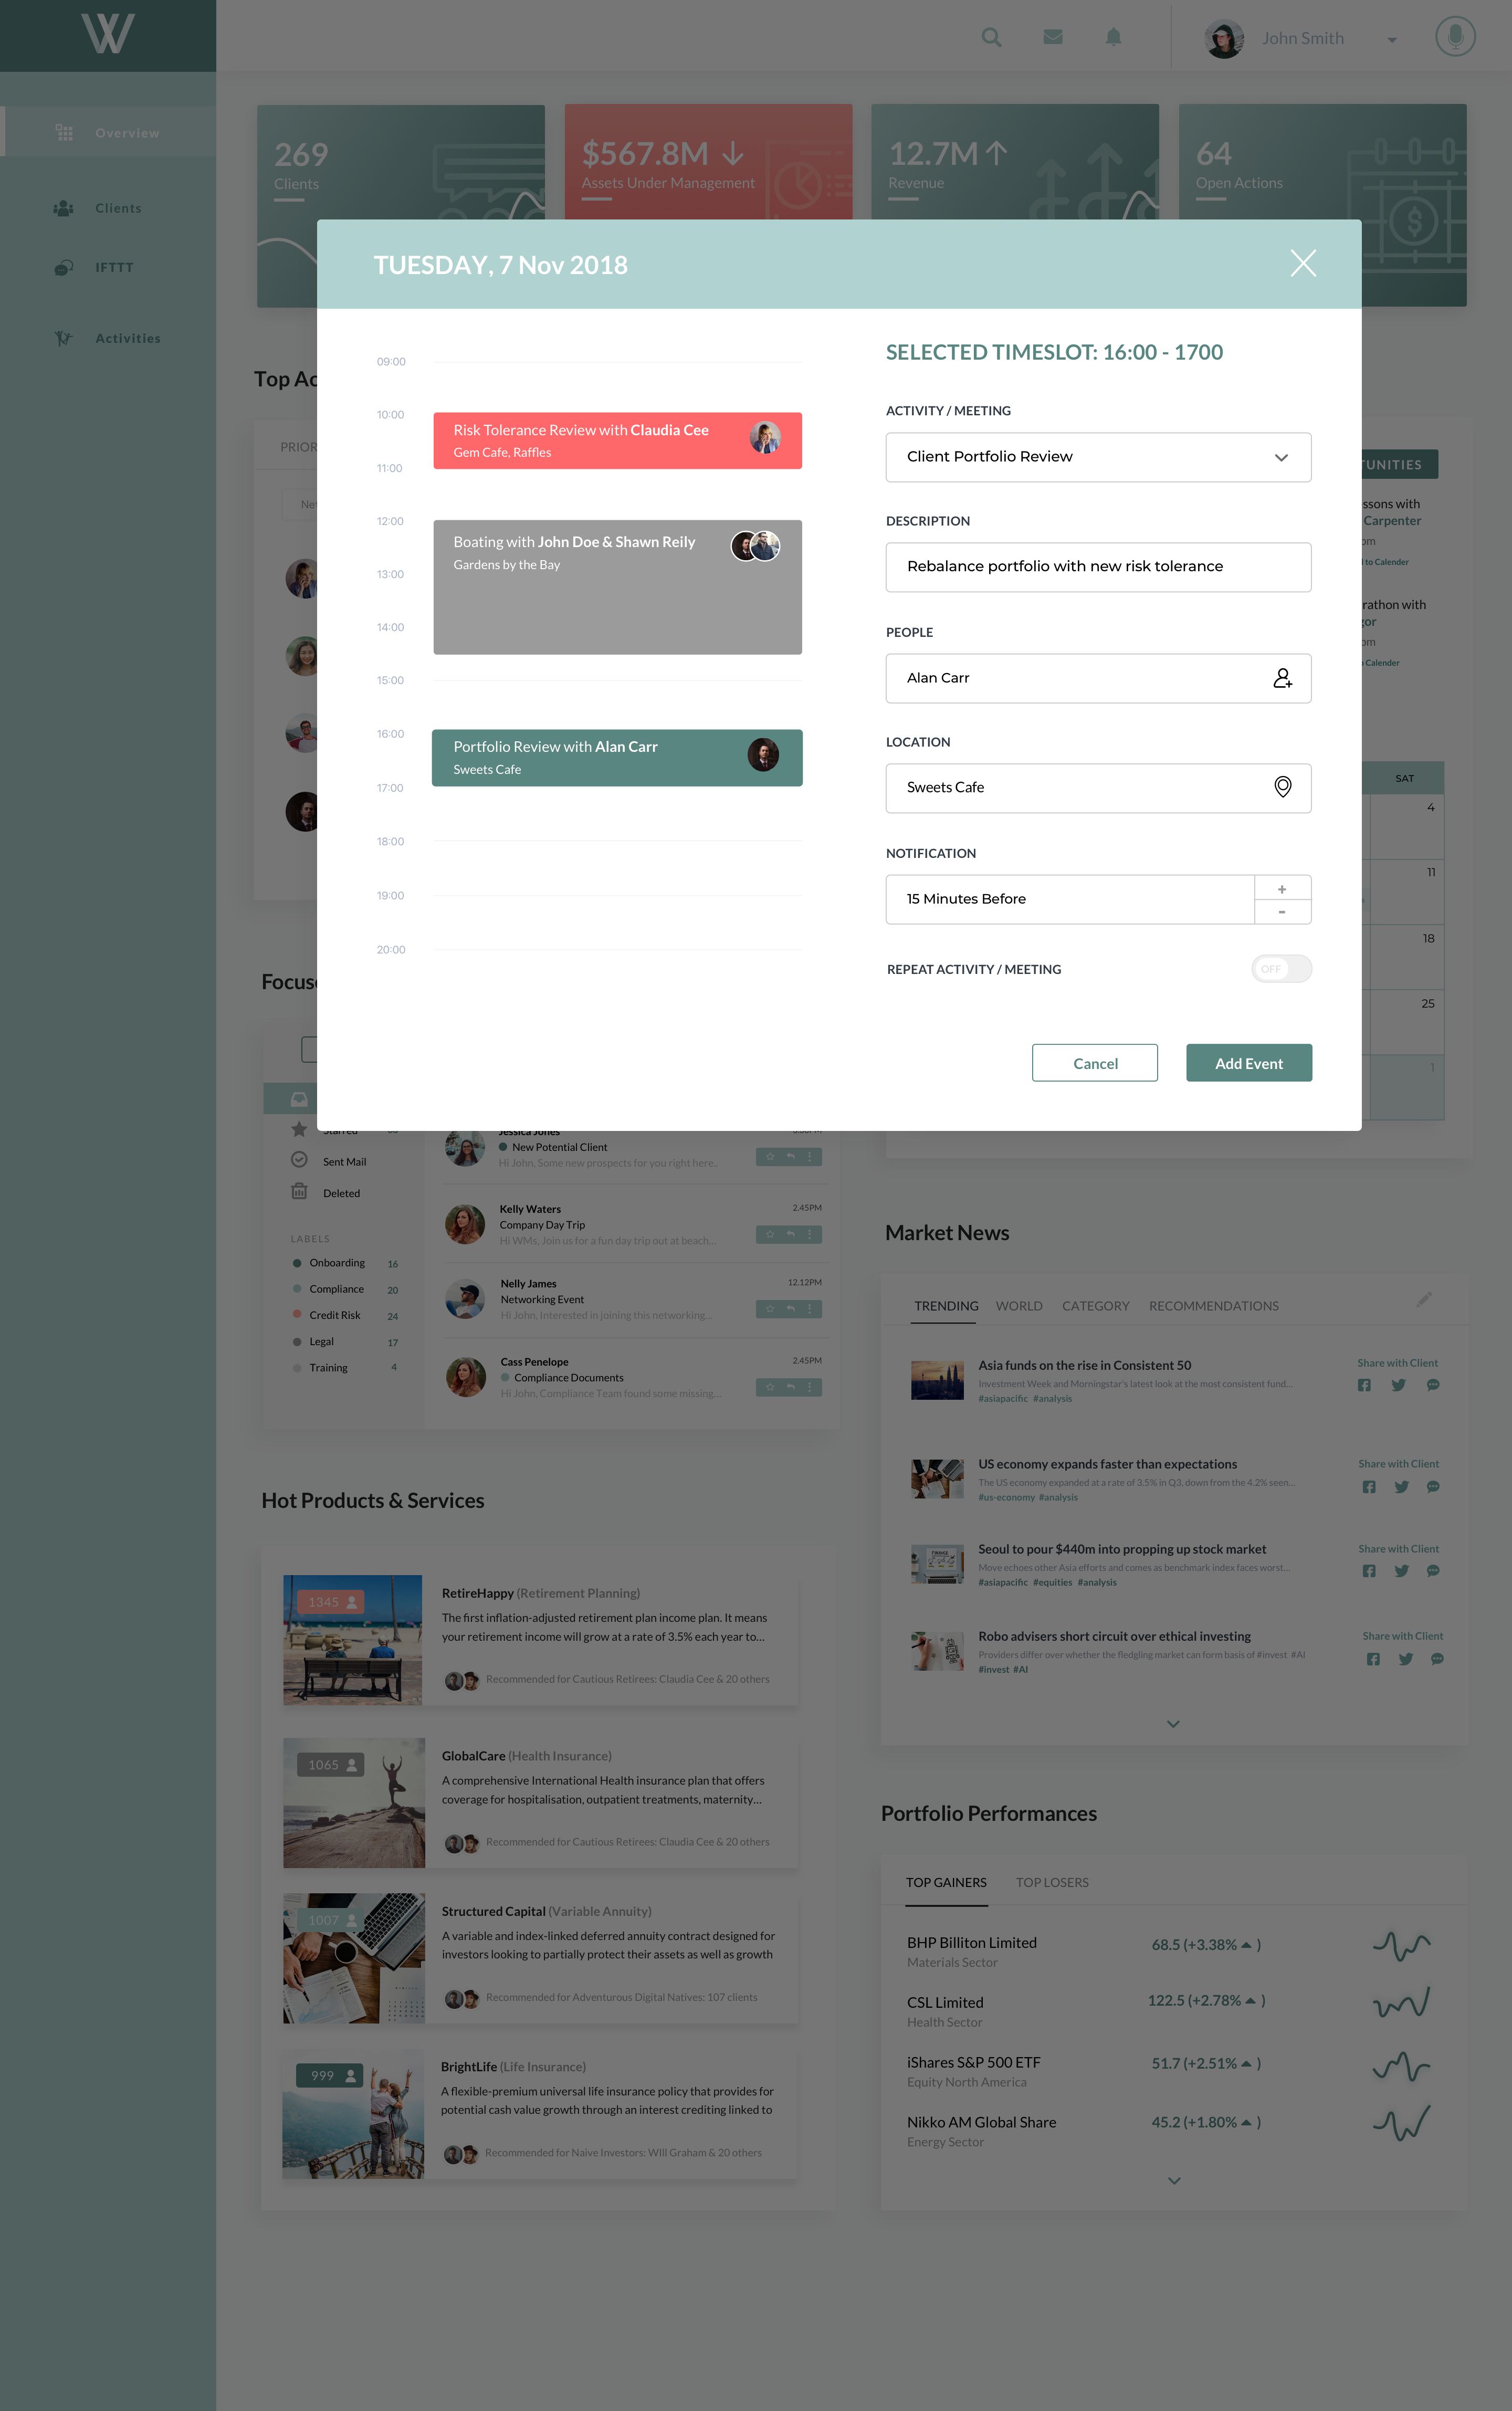 W
John Smith
Overview
Clients
IFTTT
Activities
269
Clients
$567.8M
Assets Under Management
12.7M
Revenue
64
Open Actions
$
TUESDAY, 7 Nov 2018
09:00
10:00
11:00
12:00
13:00
14:00
15:00
16:00
17:00
18:00
19:00
20:00
Risk Tolerance Review with Claudia Cee
Gem Cafe, Raffles
Boating with John Doe & Shawn Reily
Gardens by the Bay
Portfolio Review with Alan Carr
Sweets Cafe
SELECTED TIMESLOT: 16:00 - 1700
ACTIVITY / MEETING
Client Portfolio Review
DESCRIPTION
Rebalance portfolio with new risk tolerance
PEOPLE
Alan Carr
LOCATION
Sweets Cafe
NOTIFICATION
15 Minutes Before
+
-
REPEAT ACTIVITY / MEETING
OFF
Cancel
Add Event
Top Ac
PRIOR
Ne
UNITIES
ssons with
Carpenter
pm
to Calender
rathon with
gor
pm
Calender
SAT
4
11
18
25
1
Focus
Starred
Sent Mail
Deleted
LABELS
Onboarding 16
Compliance 20
Credit Risk 24
Legal 17
Training 4
Jessica Jones
New Potential Client
Hi John, Some new prospects for you right here..
Kelly Waters 2.45PM
Company Day Trip
Hi WMs, Join us for a fun day trip out at beach...
Nelly James 12.12PM
Networking Event
Hi John, Interested in joining this networking...
Cass Penelope 2.45PM
Compliance Documents
Hi John, Compliance Team found some missing...
Market News
TRENDING WORLD CATEGORY RECOMMENDATIONS
Asia funds on the rise in Consistent 50
Investment Week and Morningstar's latest look at the most consistent fund...
#asiapacific #analysis
Share with Client
US economy expands faster than expectations
The US economy expanded at a rate of 3.5% in Q3, down from the 4.2% seen...
#us-economy #analysis
Share with Client
Seoul to pour $440m into propping up stock market
Move echoes other Asia efforts and comes as benchmark index faces worst...
#asiapacific #equities #analysis
Share with Client
Robo advisers short circuit over ethical investing
Providers differ over whether the fledgling market can form basis of #invest #AI
#invest #AI
Share with Client
Hot Products & Services
1345
RetireHappy (Retirement Planning)
The first inflation-adjusted retirement plan income plan. It means
your retirement income will grow at a rate of 3.5% each year to...
Recommended for Cautious Retirees: Claudia Cee & 20 others
1065
GlobalCare (Health Insurance)
A comprehensive International Health insurance plan that offers
coverage for hospitalisation, outpatient treatments, maternity...
Recommended for Cautious Retirees: Claudia Cee & 20 others
1007
Structured Capital (Variable Annuity)
A variable and index-linked deferred annuity contract designed for
investors looking to partially protect their assets as well as growth
Recommended for Adventurous Digital Natives: 107 clients
999
BrightLife (Life Insurance)
A flexible-premium universal life insurance policy that provides for
potential cash value growth through an interest crediting linked to
Recommended for Naive Investors: WIll Graham & 20 others
Portfolio Performances
TOP GAINERS TOP LOSERS
BHP Billiton Limited
Materials Sector
68.5 (+3.38% )
CSL Limited
Health Sector
122.5 (+2.78% )
iShares S&P 500 ETF
Equity North America
51.7 (+2.51% )
Nikko AM Global Share
Energy Sector
45.2 (+1.80% )